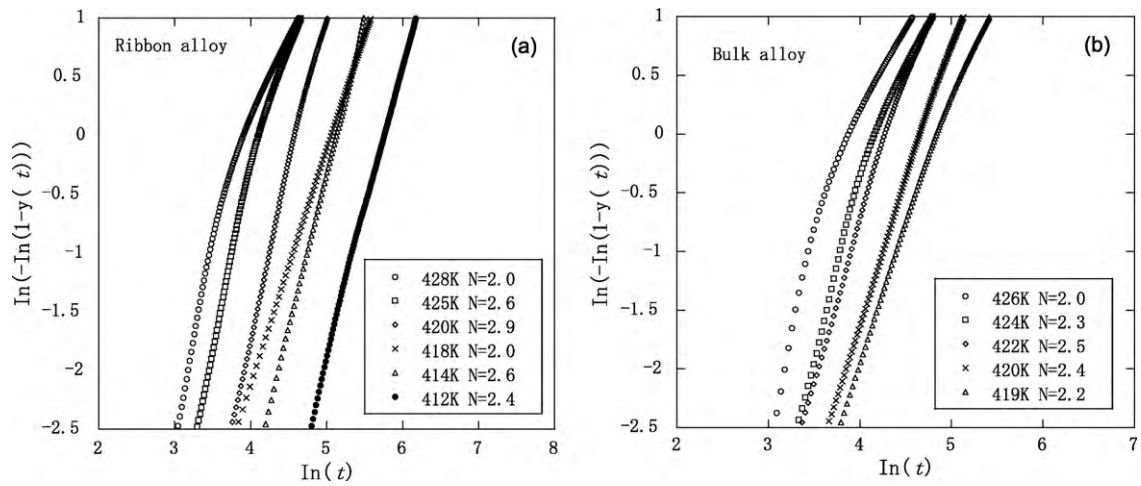 Ribbon alloy
(a)
ln(-ln(1-y(t)))
1
0.5
0
-0.5
-1
-1.5
-2
-2.5
428K N=2.0
425K N=2.6
420K N=2.9
418K N=2.0
414K N=2.6
412K N=2.4
2 3 4 5 6 7 8
ln(t)
Bulk alloy
(b)
ln(-ln(1-y(t)))
1
0.5
0
-0.5
-1
-1.5
-2
-2.5
426K N=2.0
424K N=2.3
422K N=2.5
420K N=2.4
419K N=2.2
2 3 4 5 6 7
ln(t)